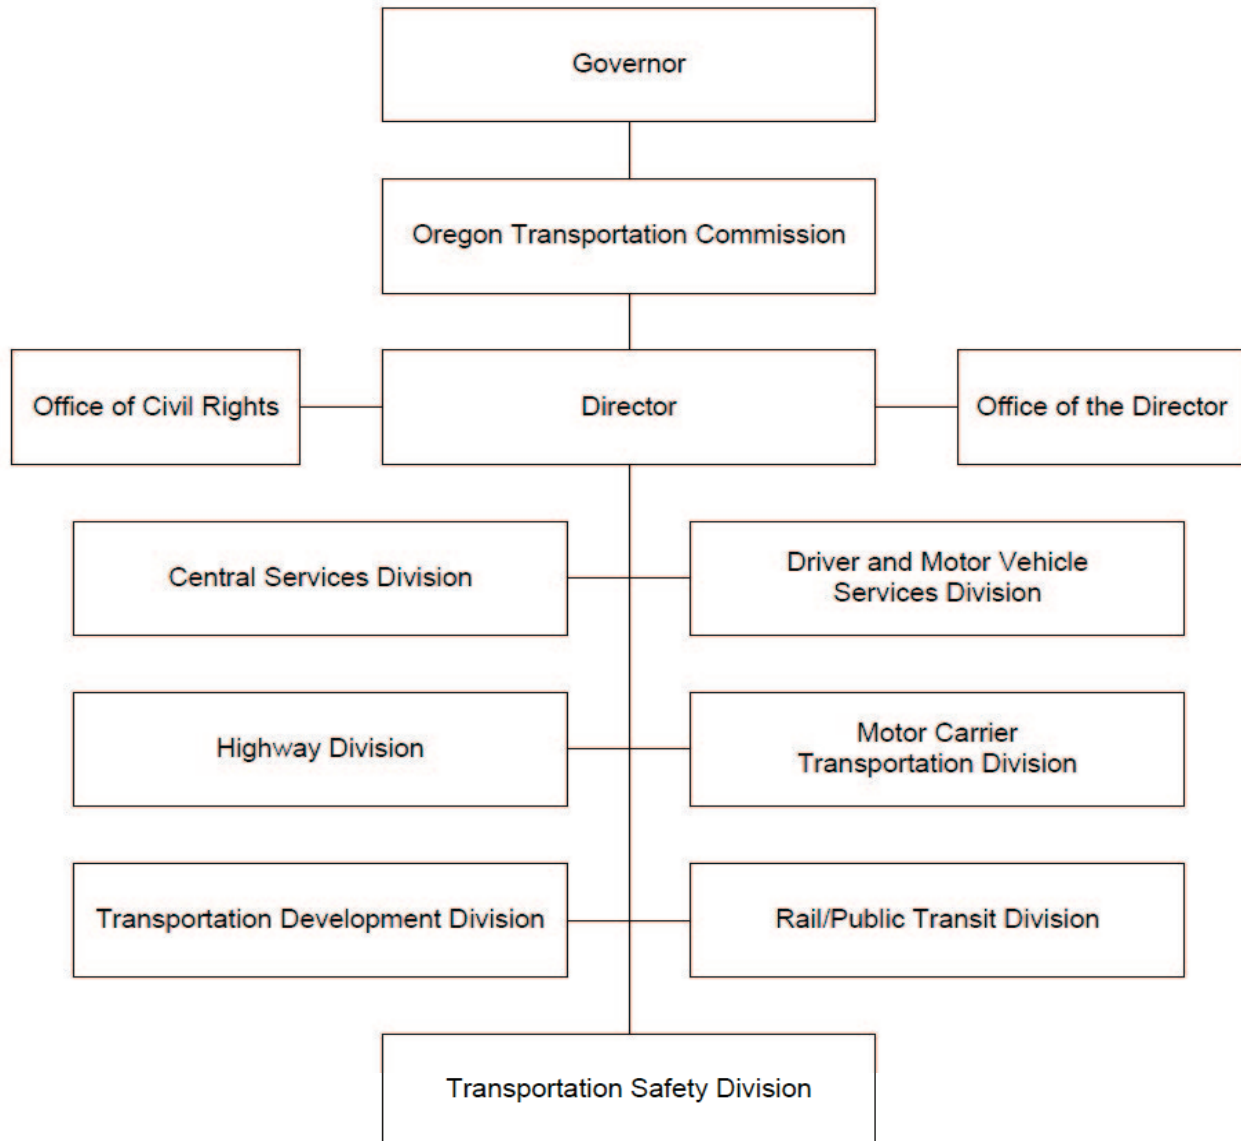 Governor
Oregon Transportation Commission
Office of Civil Rights
Director
Office of the Director
Central Services Division
Driver and Motor Vehicle
Services Division
Highway Division
Motor Carrier
Transportation Division
Transportation Development Division
Rail/Public Transit Division
Transportation Safety Division